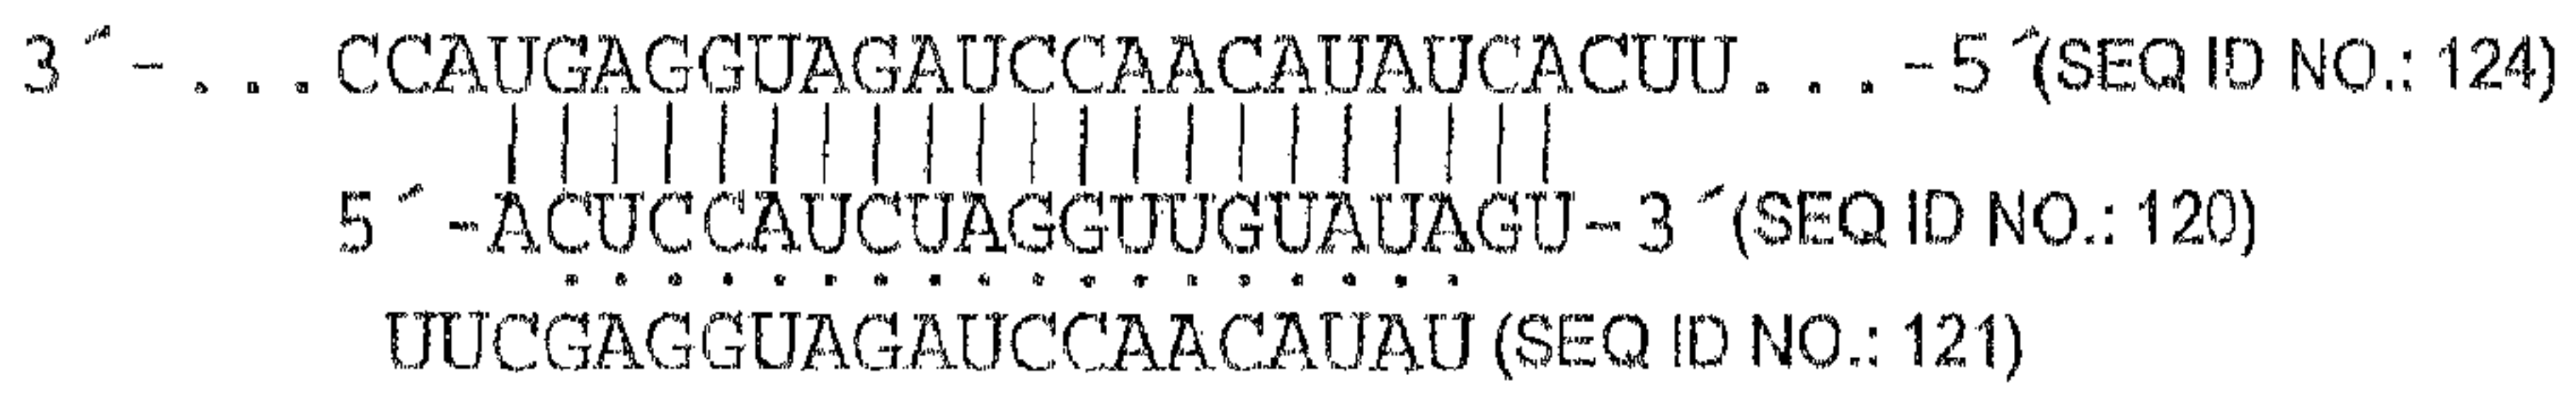 3´-...CCAUGAGGUAGAUCCAACAUAUCACUU...-5´(SEQ ID NO.: 124)
5´-ACUCCAUCUAGGUUGUAUAGU-3´(SEQ ID NO.: 120)
UUCGAGGUAGAUCCAACAUAU(SEQ ID NO.: 121)